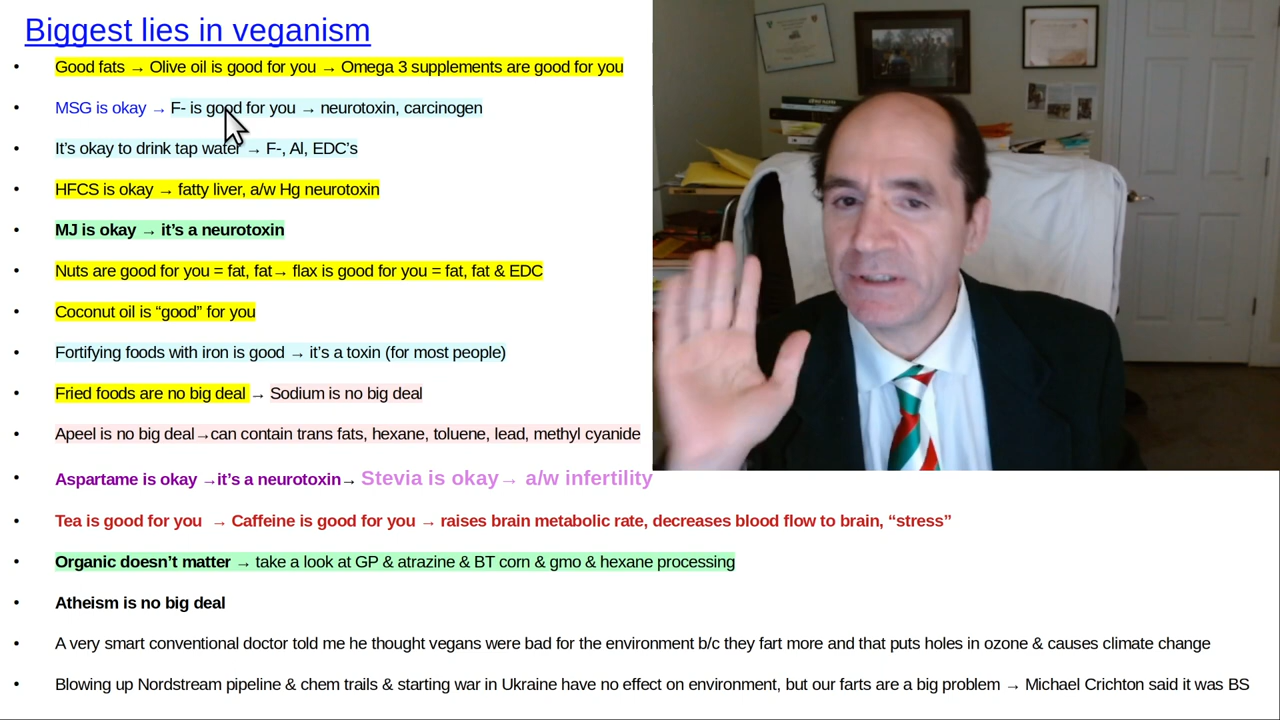 Biggest lies in veganism
• Good fats → Olive oil is good for you → Omega 3 supplements are good for you
• MSG is okay → F- is good for you → neurotoxin, carcinogen
• It’s okay to drink tap water → F-, Al, EDC’s
• HFCS is okay → fatty liver, a/w Hg neurotoxin
• MJ is okay → it’s a neurotoxin
• Nuts are good for you = fat, fat→ flax is good for you = fat, fat & EDC
• Coconut oil is “good” for you
• Fortifying foods with iron is good → it’s a toxin (for most people)
• Fried foods are no big deal → Sodium is no big deal
• Apeel is no big deal→can contain trans fats, hexane, toluene, lead, methyl cyanide
• Aspartame is okay →it’s a neurotoxin→ Stevia is okay→ a/w infertility
• Tea is good for you → Caffeine is good for you → raises brain metabolic rate, decreases blood flow to brain, “stress”
• Organic doesn’t matter → take a look at GP & atrazine & BT corn & gmo & hexane processing
• Atheism is no big deal
• A very smart conventional doctor told me he thought vegans were bad for the environment b/c they fart more and that puts holes in ozone & causes climate change
• Blowing up Nordstream pipeline & chem trails & starting war in Ukraine have no effect on environment, but our farts are a big problem → Michael Crichton said it was BS